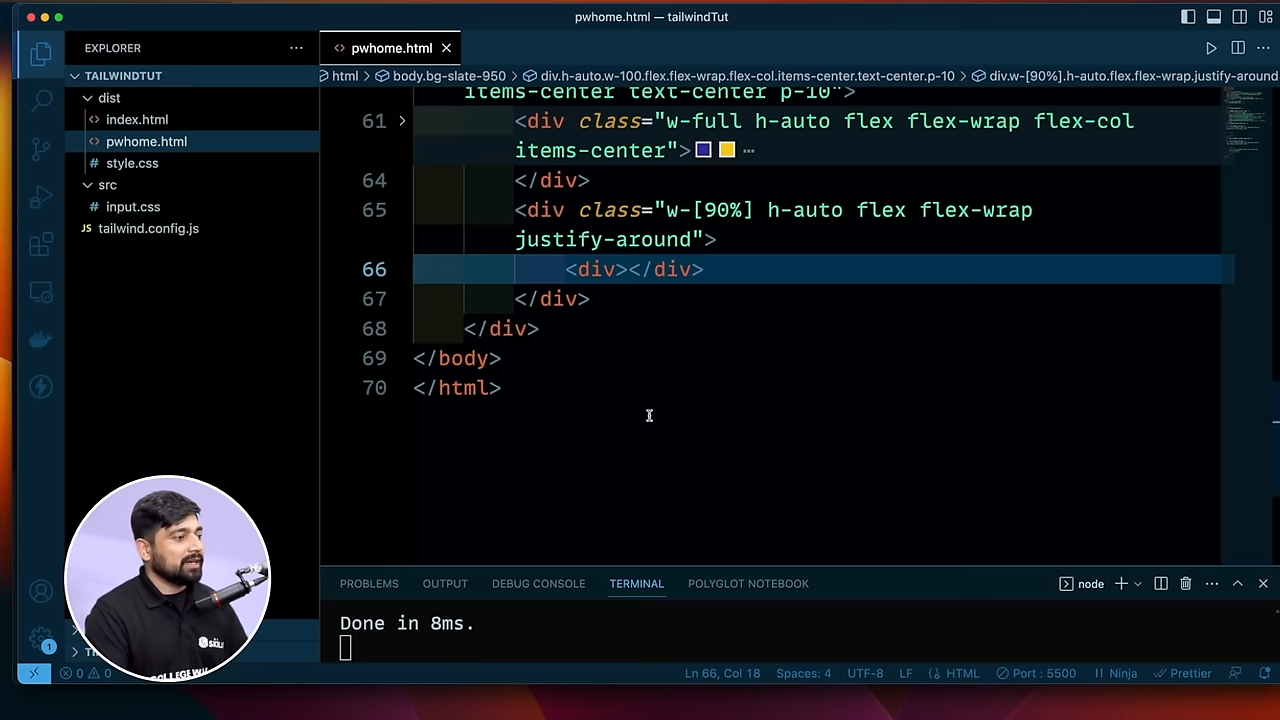 pwhome.html — tailwindTut
EXPLORER
pwhome.html
TAILWINDTUT
dist
index.html
pwhome.html
style.css
src
input.css
tailwind.config.js
html > body.bg-slate-950 > div.h-auto.w-100.flex.flex-wrap.flex-col.items-center.text-center.p-10 > div.w-[90%].h-auto.flex.flex-wrap.justify-around
items-center text-center p-10">
61 <div class="w-full h-auto flex flex-wrap flex-col
items-center">
64 </div>
65 <div class="w-[90%] h-auto flex flex-wrap
justify-around">
66 <div></div>
67 </div>
68 </div>
69 </body>
70 </html>
PROBLEMS OUTPUT DEBUG CONSOLE TERMINAL POLYGLOT NOTEBOOK
node
Done in 8ms.
SKILL
COLLEGE W
1
0 0
Ln 66, Col 18 Spaces: 4 UTF-8 LF HTML Port : 5500 Ninja Prettier